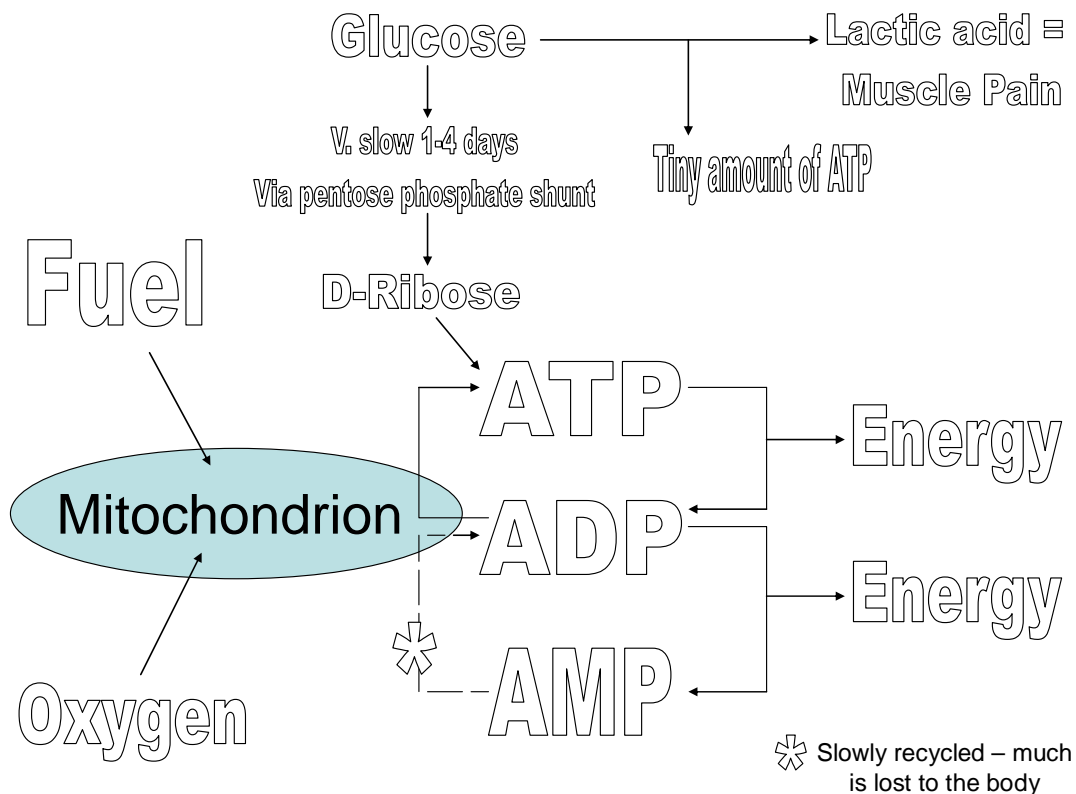 Glucose
Lactic acid =
Muscle Pain
V. slow 1-4 days
Tiny amount of ATP
Via pentose phosphate shunt
Fuel
D-Ribose
ATP
Energy
Mitochondrion
ADP
Energy
*
AMP
Oxygen
* Slowly recycled – much
is lost to the body